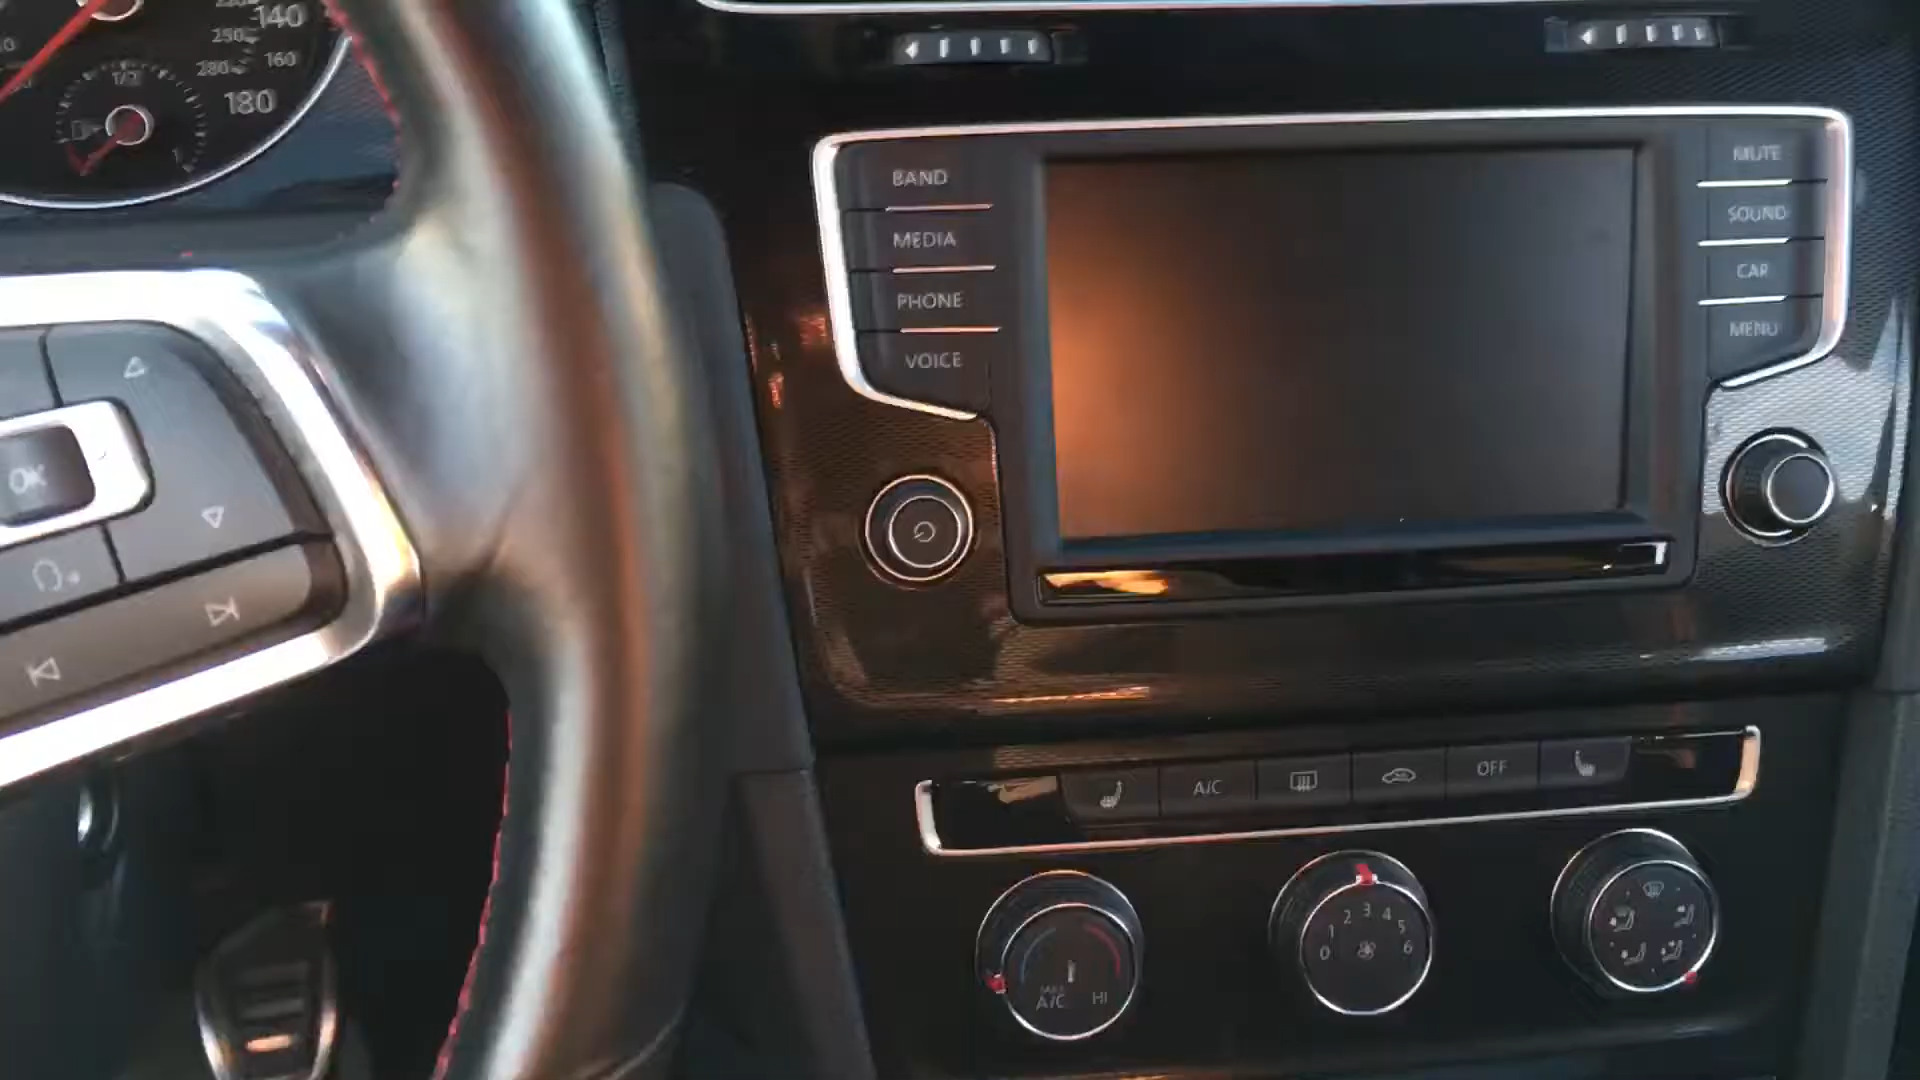 140
250
160
280
180
1/2
BAND
MEDIA
PHONE
VOICE
MUTE
SOUND
CAR
MENU
OK
A/C
OFF
MAX
A/C
HI
0 1 2 3 4 5 6